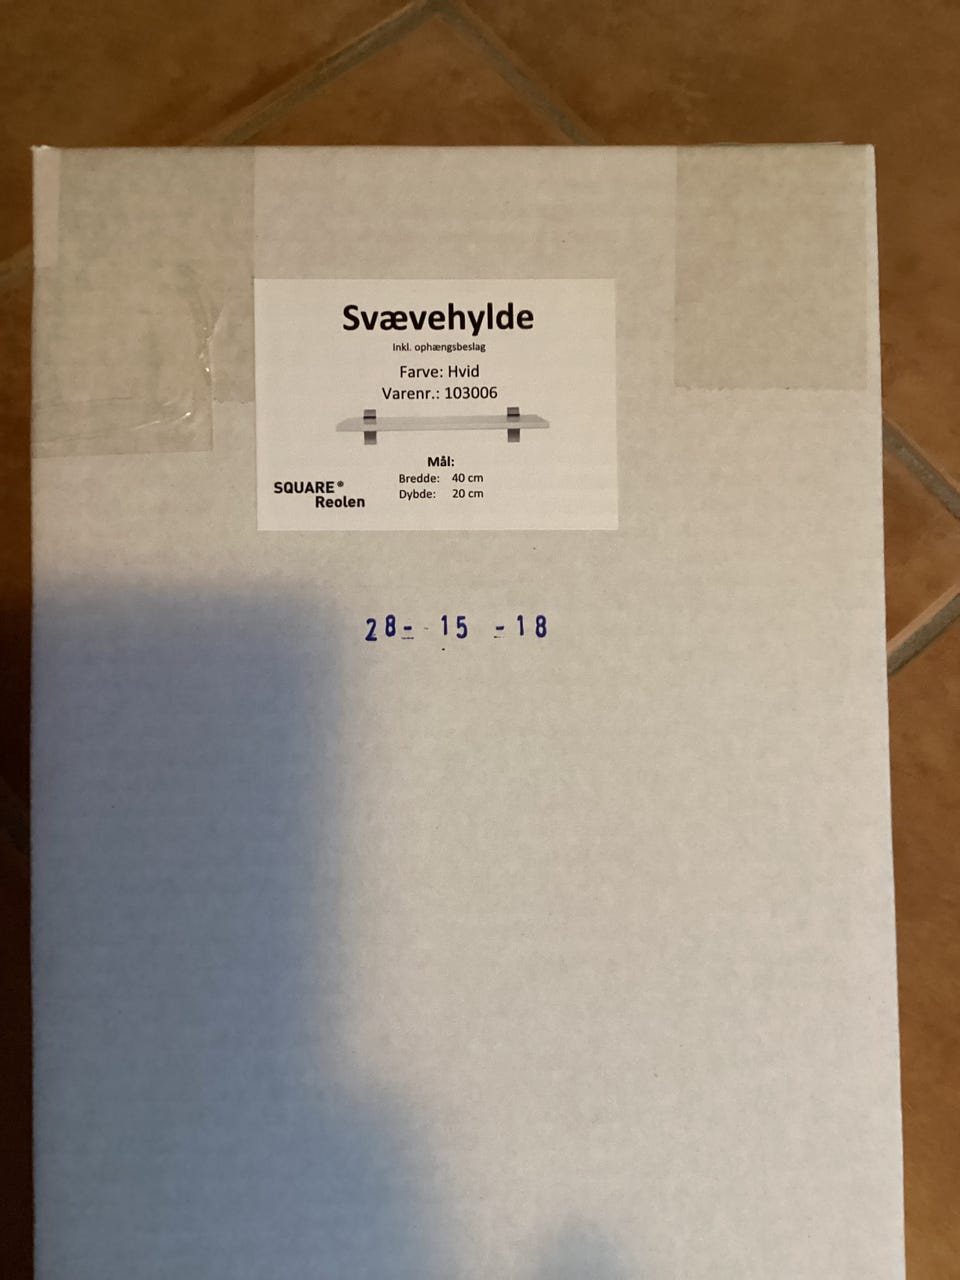 Svævehylde
Inkl. ophængsbeslag
Farve: Hvid
Varenr.: 103006
Mål:
Bredde: 40 cm
Dybde: 20 cm
SQUARE®
Reolen
28- 15 -18